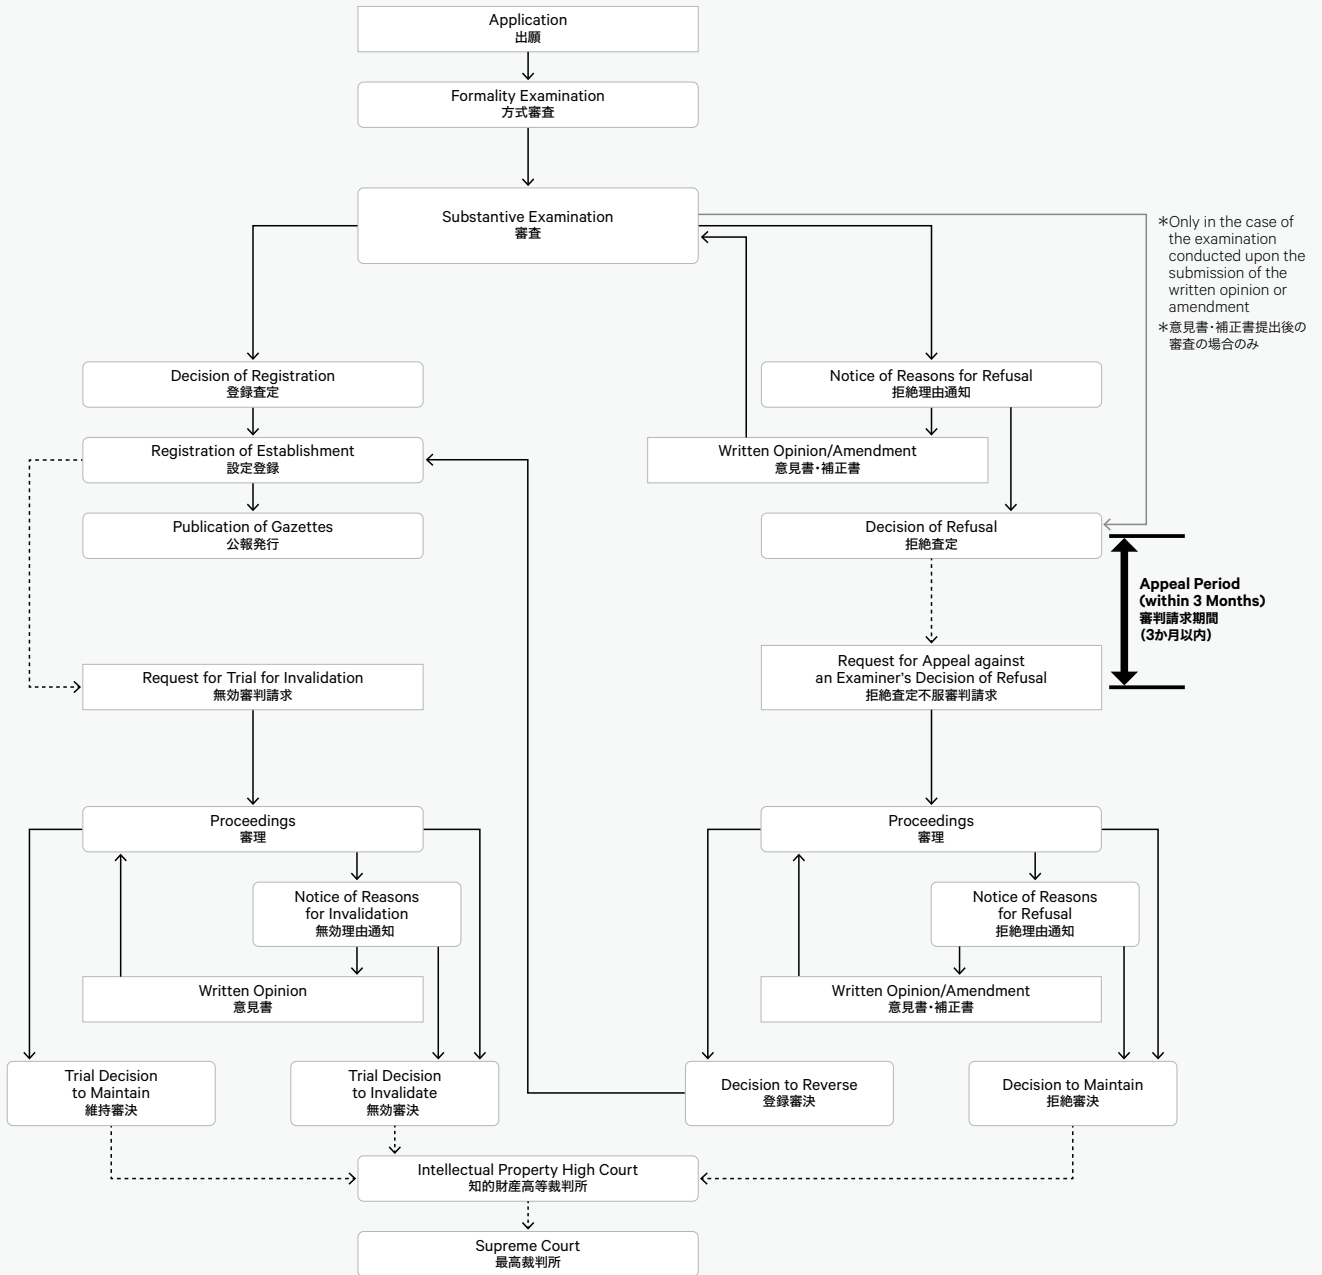 Application
出願
Formality Examination
方式審査
Substantive Examination
審査
*Only in the case of
the examination
conducted upon the
submission of the
written opinion or
amendment
*意見書・補正書提出後の
審査の場合のみ
Decision of Registration
登録査定
Notice of Reasons for Refusal
拒絶理由通知
Registration of Establishment
設定登録
Written Opinion/Amendment
意見書・補正書
Publication of Gazettes
公報発行
Decision of Refusal
拒絶査定
Appeal Period
(within 3 Months)
審判請求期間
(3か月以内)
Request for Trial for Invalidation
無効審判請求
Request for Appeal against
an Examiner's Decision of Refusal
拒絶査定不服審判請求
Proceedings
審理
Proceedings
審理
Notice of Reasons
for Invalidation
無効理由通知
Notice of Reasons
for Refusal
拒絶理由通知
Written Opinion
意見書
Written Opinion/Amendment
意見書・補正書
Trial Decision
to Maintain
維持審決
Trial Decision
to Invalidate
無効審決
Decision to Reverse
登録審決
Decision to Maintain
拒絶審決
Intellectual Property High Court
知的財産高等裁判所
Supreme Court
最高裁判所